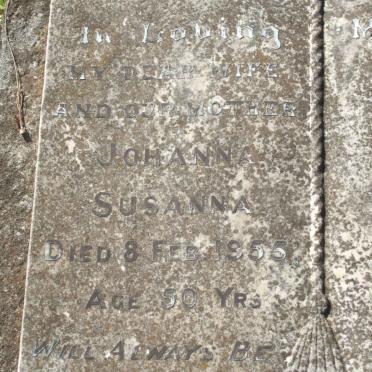 In Loving
MY DEAR WIFE
AND OUR MOTHER
JOHANNA
SUSANNA
DIED 8 FEB. 1955,
AGE 50 YRS
WILL ALWAYS BE